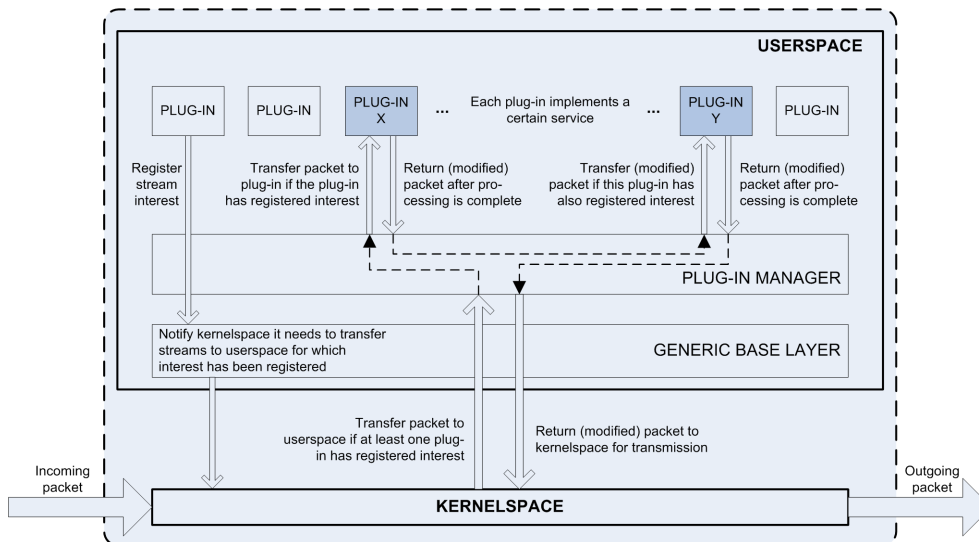 USERSPACE
PLUG-IN
PLUG-IN
PLUG-IN
X
...
Each plug-in implements a
certain service
...
PLUG-IN
Y
PLUG-IN
Register
stream
interest
Transfer packet to
plug-in if the plug-in
has registered interest
Return (modified)
packet after pro-
cessing is complete
Transfer (modified)
packet if this plug-in has
also registered interest
Return (modified)
packet after pro-
cessing is complete
PLUG-IN MANAGER
Notify kernelspace it needs to transfer
streams to userspace for which
interest has been registered
GENERIC BASE LAYER
Transfer packet to
userspace if at least one plug-
in has registered interest
Return (modified) packet to
kernelspace for transmission
Incoming
packet
KERNELSPACE
Outgoing
packet